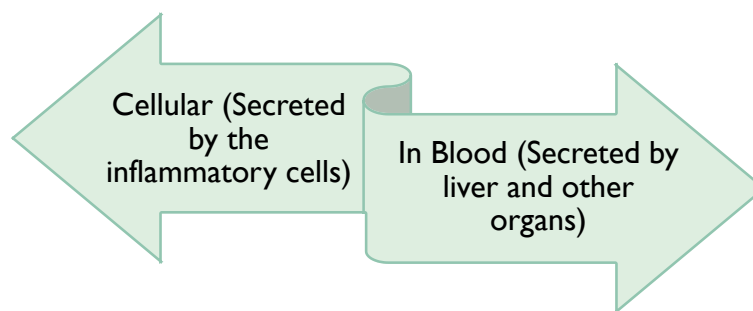 Cellular (Secreted
by the
inflammatory cells)
In Blood (Secreted by
liver and other
organs)